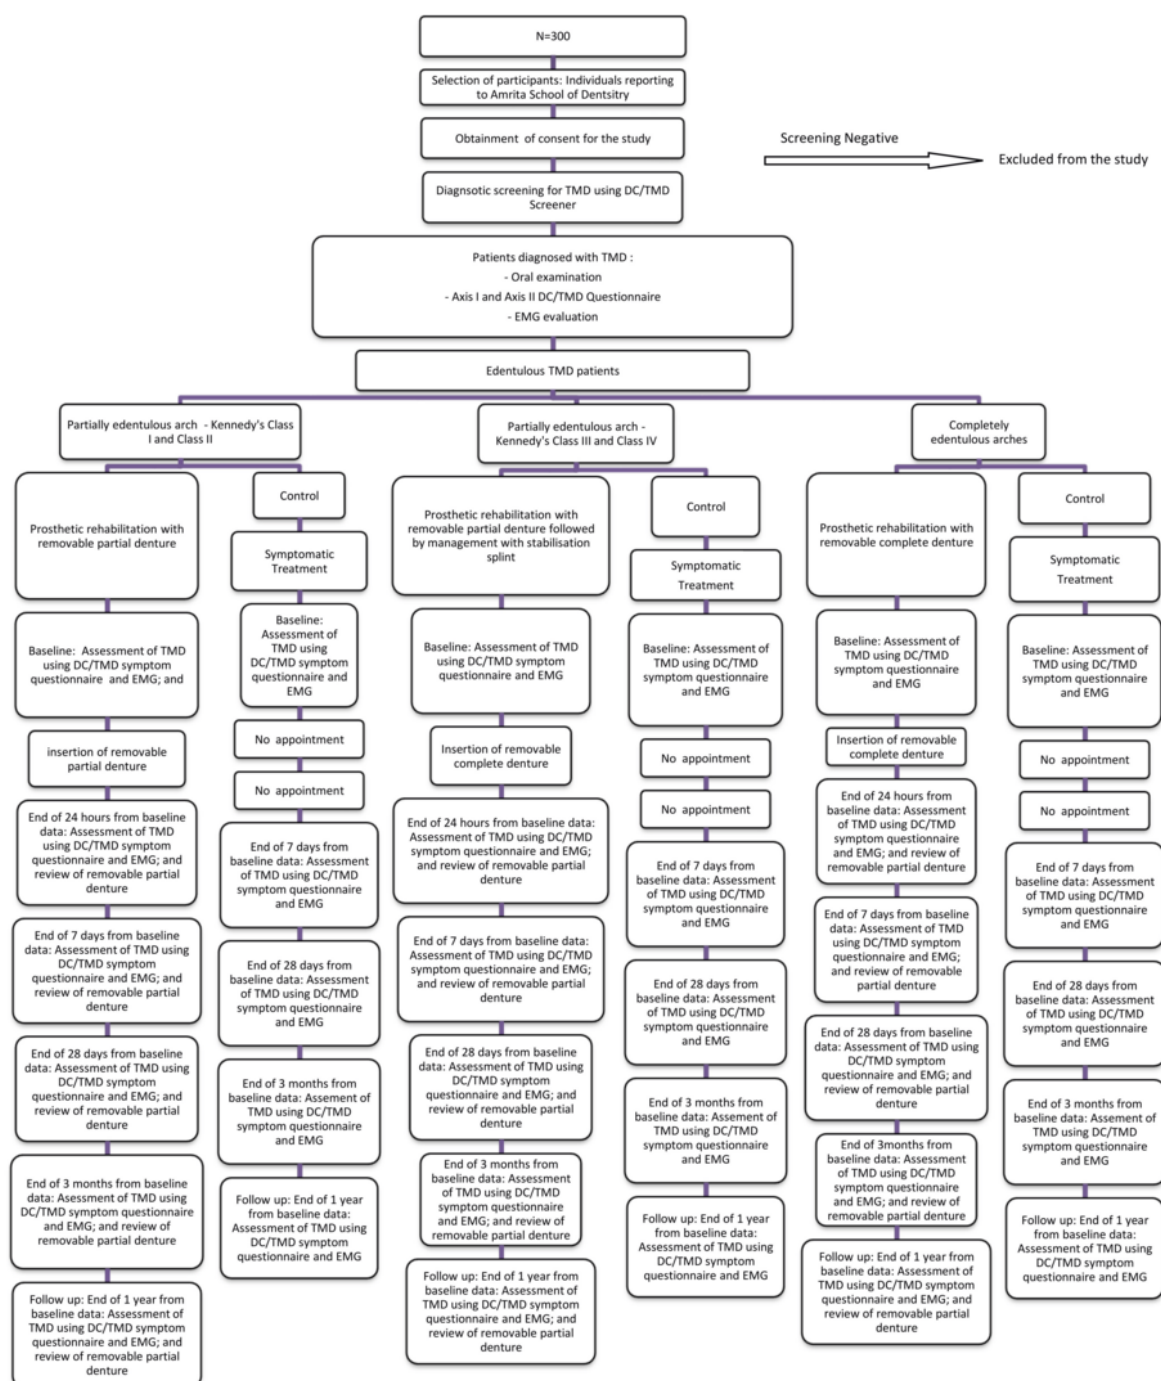 N=300
Selection of participants: Individuals reporting
to Amrita School of Dentsitry
Obtainment of consent for the study
Screening Negative
Excluded from the study
Diagnsotic screening for TMD using DC/TMD
Screener
Patients diagnosed with TMD :
- Oral examination
- Axis I and Axis II DC/TMD Questionnaire
- EMG evaluation
Edentulous TMD patients
Partially edentulous arch - Kennedy's Class
I and Class II
Prosthetic rehabilitation with
removable partial denture
Baseline: Assessment of TMD
using DC/TMD symptom
questionnaire and EMG; and
insertion of removable
partial denture
End of 24 hours from baseline
data: Assessment of TMD
using DC/TMD symptom
questionnaire and EMG; and
review of removable partial
denture
End of 7 days from baseline
data: Assessment of TMD using
DC/TMD symptom
questionnaire and EMG; and
review of removable partial
denture
End of 28 days from baseline
data: Assessment of TMD
using DC/TMD symptom
questionnaire and EMG; and
review of removable partial
denture
End of 3 months from baseline
data: Asessment of TMD using
DC/TMD symptom questionnaire
and EMG; and review of
removable partial denture
Follow up: End of 1 year from
baseline data: Assessment of
TMD using DC/TMD symptom
questionnaire and EMG; and
review of removable partial
denture
Control
Symptomatic
Treatment
Baseline:
Assessment of
TMD using
DC/TMD symptom
questionnaire and
EMG
No appointment
No appointment
End of 7 days from
baseline data: Assessment
of TMD using DC/TMD
symptom questionnaire
and EMG
End of 28 days from
baseline data: Assessment
of TMD using DC/TMD
symptom questionnaire
and EMG
End of 3 months from
baseline data: Assement of
TMD using DC/TMD
symptom questionnaire
and EMG
Follow up: End of 1 year
from baseline data:
Assessment of TMD using
DC/TMD symptom
questionnaire and EMG
Partially edentulous arch -
Kennedy's Class III and Class IV
Prosthetic rehabilitation with
removable partial denture followed
by management with stabilisation
splint
Baseline: Assessment of TMD
using DC/TMD symptom
questionnaire and EMG
Insertion of removable
complete denture
End of 24 hours from baseline data:
Assessment of TMD using DC/TMD
symptom questionnaire and EMG;
and review of removable partial
denture
End of 7 days from baseline data:
Assessment of TMD using DC/TMD
symptom questionnaire and EMG;
and review of removable partial
denture
End of 28 days from baseline
data: Assessment of TMD using
DC/TMD symptom
questionnaire and EMG; and
review of removable partial
denture
End of 3 months from
baseline data: Assessment
of TMD using DC/TMD
symptom questionnaire
and EMG; and review of
removable partial denture
Follow up: End of 1 year from
baseline data: Assessment of
TMD using DC/TMD symptom
questionnaire and EMG; and
review of removable partial
denture
Control
Symptomatic
Treatment
Baseline: Assessment of
TMD using DC/TMD
symptom questionnaire
and EMG
No appointment
No appointment
End of 7 days from
baseline data: Assessment
of TMD using DC/TMD
symptom questionnaire and
EMG
End of 28 days from
baseline data: Assessment
of TMD using DC/TMD
symptom questionnaire and
EMG
End of 3 months from
baseline data: Assement of
TMD using DC/TMD
symptom questionnaire and
EMG
Follow up: End of 1 year
from baseline data:
Assessment of TMD using
DC/TMD symptom
questionnaire and EMG
Completely
edentulous arches
Prosthetic rehabilitation with
removable complete denture
Baseline: Assessment of
TMD using DC/TMD
symptom questionnaire
and EMG
Insertion of removable
complete denture
End of 24 hours from
baseline data: Assessment
of TMD using DC/TMD
symptom questionnaire
and EMG; and review of
removable partial denture
End of 7 days from baseline
data: Assessment of TMD
using DC/TMD symptom
questionnaire and EMG;
and review of removable
partial denture
End of 28 days from baseline
data: Assessment of TMD using
DC/TMD symptom
questionnaire and EMG; and
review of removable partial
denture
End of 3months from
baseline data: Assessment
of TMD using DC/TMD
symptom questionnaire
and EMG; and review of
removable partial denture
Follow up: End of 1 year from
baseline data: Assessment of
TMD using DC/TMD symptom
questionnaire and EMG; and
review of removable partial
denture
Control
Symptomatic
Treatment
Baseline: Assessment of
TMD using DC/TMD
symptom questionnaire
and EMG
No appointment
No appointment
End of 7 days from
baseline data: Assessment
of TMD using DC/TMD
symptom questionnaire
and EMG
End of 28 days from
baseline data: Assessment
of TMD using DC/TMD
symptom questionnaire
and EMG
End of 3 months from
baseline data: Assement of
TMD using DC/TMD
symptom questionnaire
and EMG
Follow up: End of 1 year
from baseline data:
Assessment of TMD using
DC/TMD symptom
questionnaire and EMG